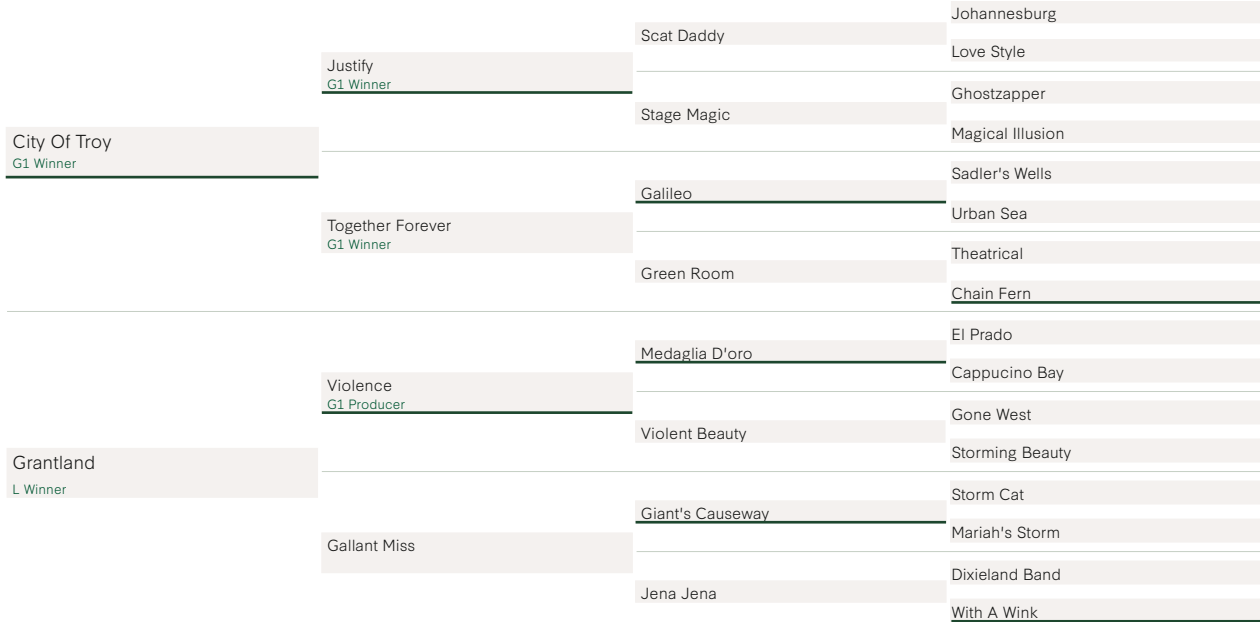 City Of Troy
G1 Winner
Justify
G1 Winner
Scat Daddy
Johannesburg
Love Style
Stage Magic
Ghostzapper
Magical Illusion
Together Forever
G1 Winner
Galileo
Sadler's Wells
Urban Sea
Green Room
Theatrical
Chain Fern
Grantland
L Winner
Violence
G1 Producer
Medaglia D'oro
El Prado
Cappucino Bay
Violent Beauty
Gone West
Storming Beauty
Gallant Miss
Giant's Causeway
Storm Cat
Mariah's Storm
Jena Jena
Dixieland Band
With A Wink